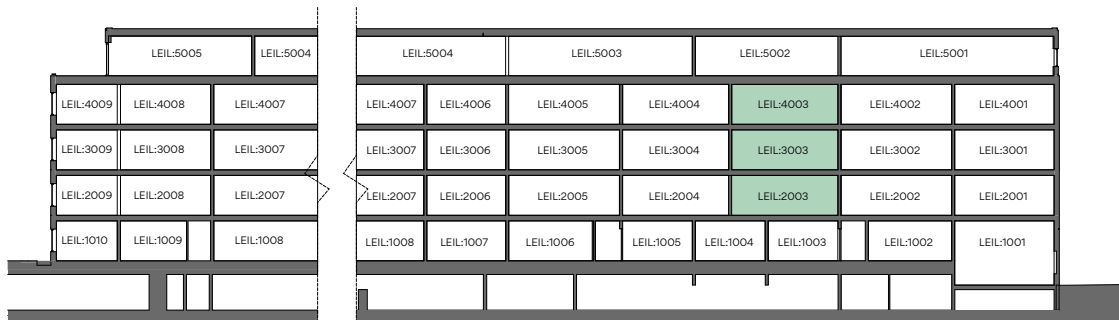 LEIL:5005 LEIL:5004 LEIL:5004 LEIL:5003 LEIL:5002 LEIL:5001
LEIL:4009 LEIL:4008 LEIL:4007 LEIL:4007 LEIL:4006 LEIL:4005 LEIL:4004 LEIL:4003 LEIL:4002 LEIL:4001
LEIL:3009 LEIL:3008 LEIL:3007 LEIL:3007 LEIL:3006 LEIL:3005 LEIL:3004 LEIL:3003 LEIL:3002 LEIL:3001
LEIL:2009 LEIL:2008 LEIL:2007 LEIL:2007 LEIL:2006 LEIL:2005 LEIL:2004 LEIL:2003 LEIL:2002 LEIL:2001
LEIL:1010 LEIL:1009 LEIL:1008 LEIL:1008 LEIL:1007 LEIL:1006 LEIL:1005 LEIL:1004 LEIL:1003 LEIL:1002 LEIL:1001